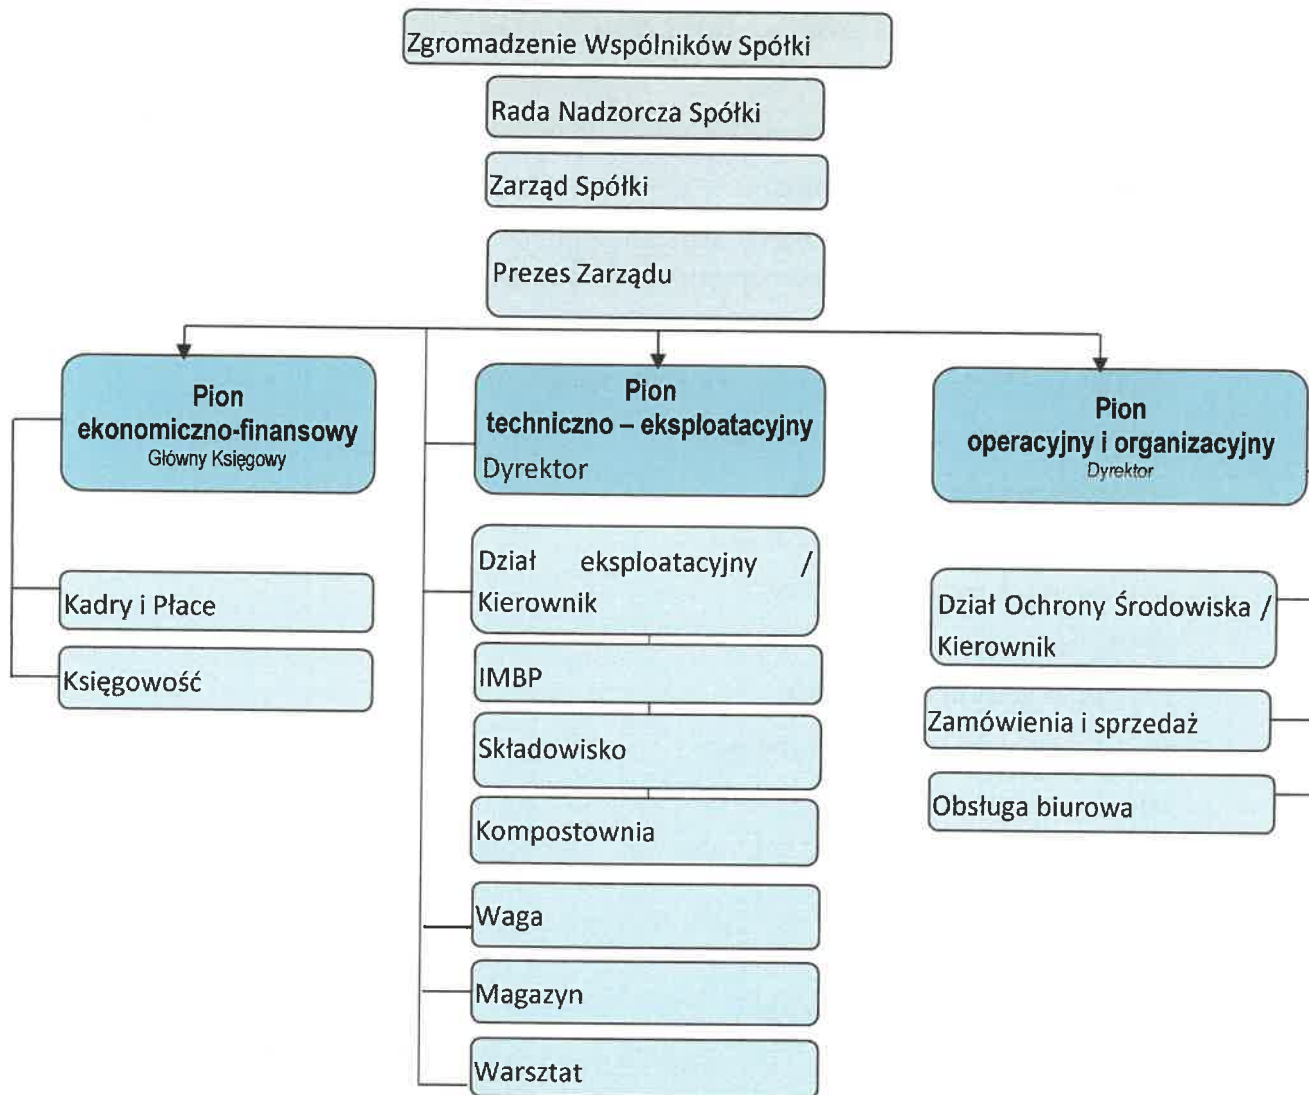 Zgromadzenie Wspólników Spółki
Rada Nadzorcza Spółki
Zarząd Spółki
Prezes Zarządu
Pion
ekonomiczno-finansowy
Główny Księgowy
Kadry i Płace
Księgowość
Pion
techniczno – eksploatacyjny
Dyrektor
Dział eksploatacyjny /
Kierownik
IMBP
Składowisko
Kompostownia
Waga
Magazyn
Warsztat
Pion
operacyjny i organizacyjny
Dyrektor
Dział Ochrony Środowiska /
Kierownik
Zamówienia i sprzedaż
Obsługa biurowa